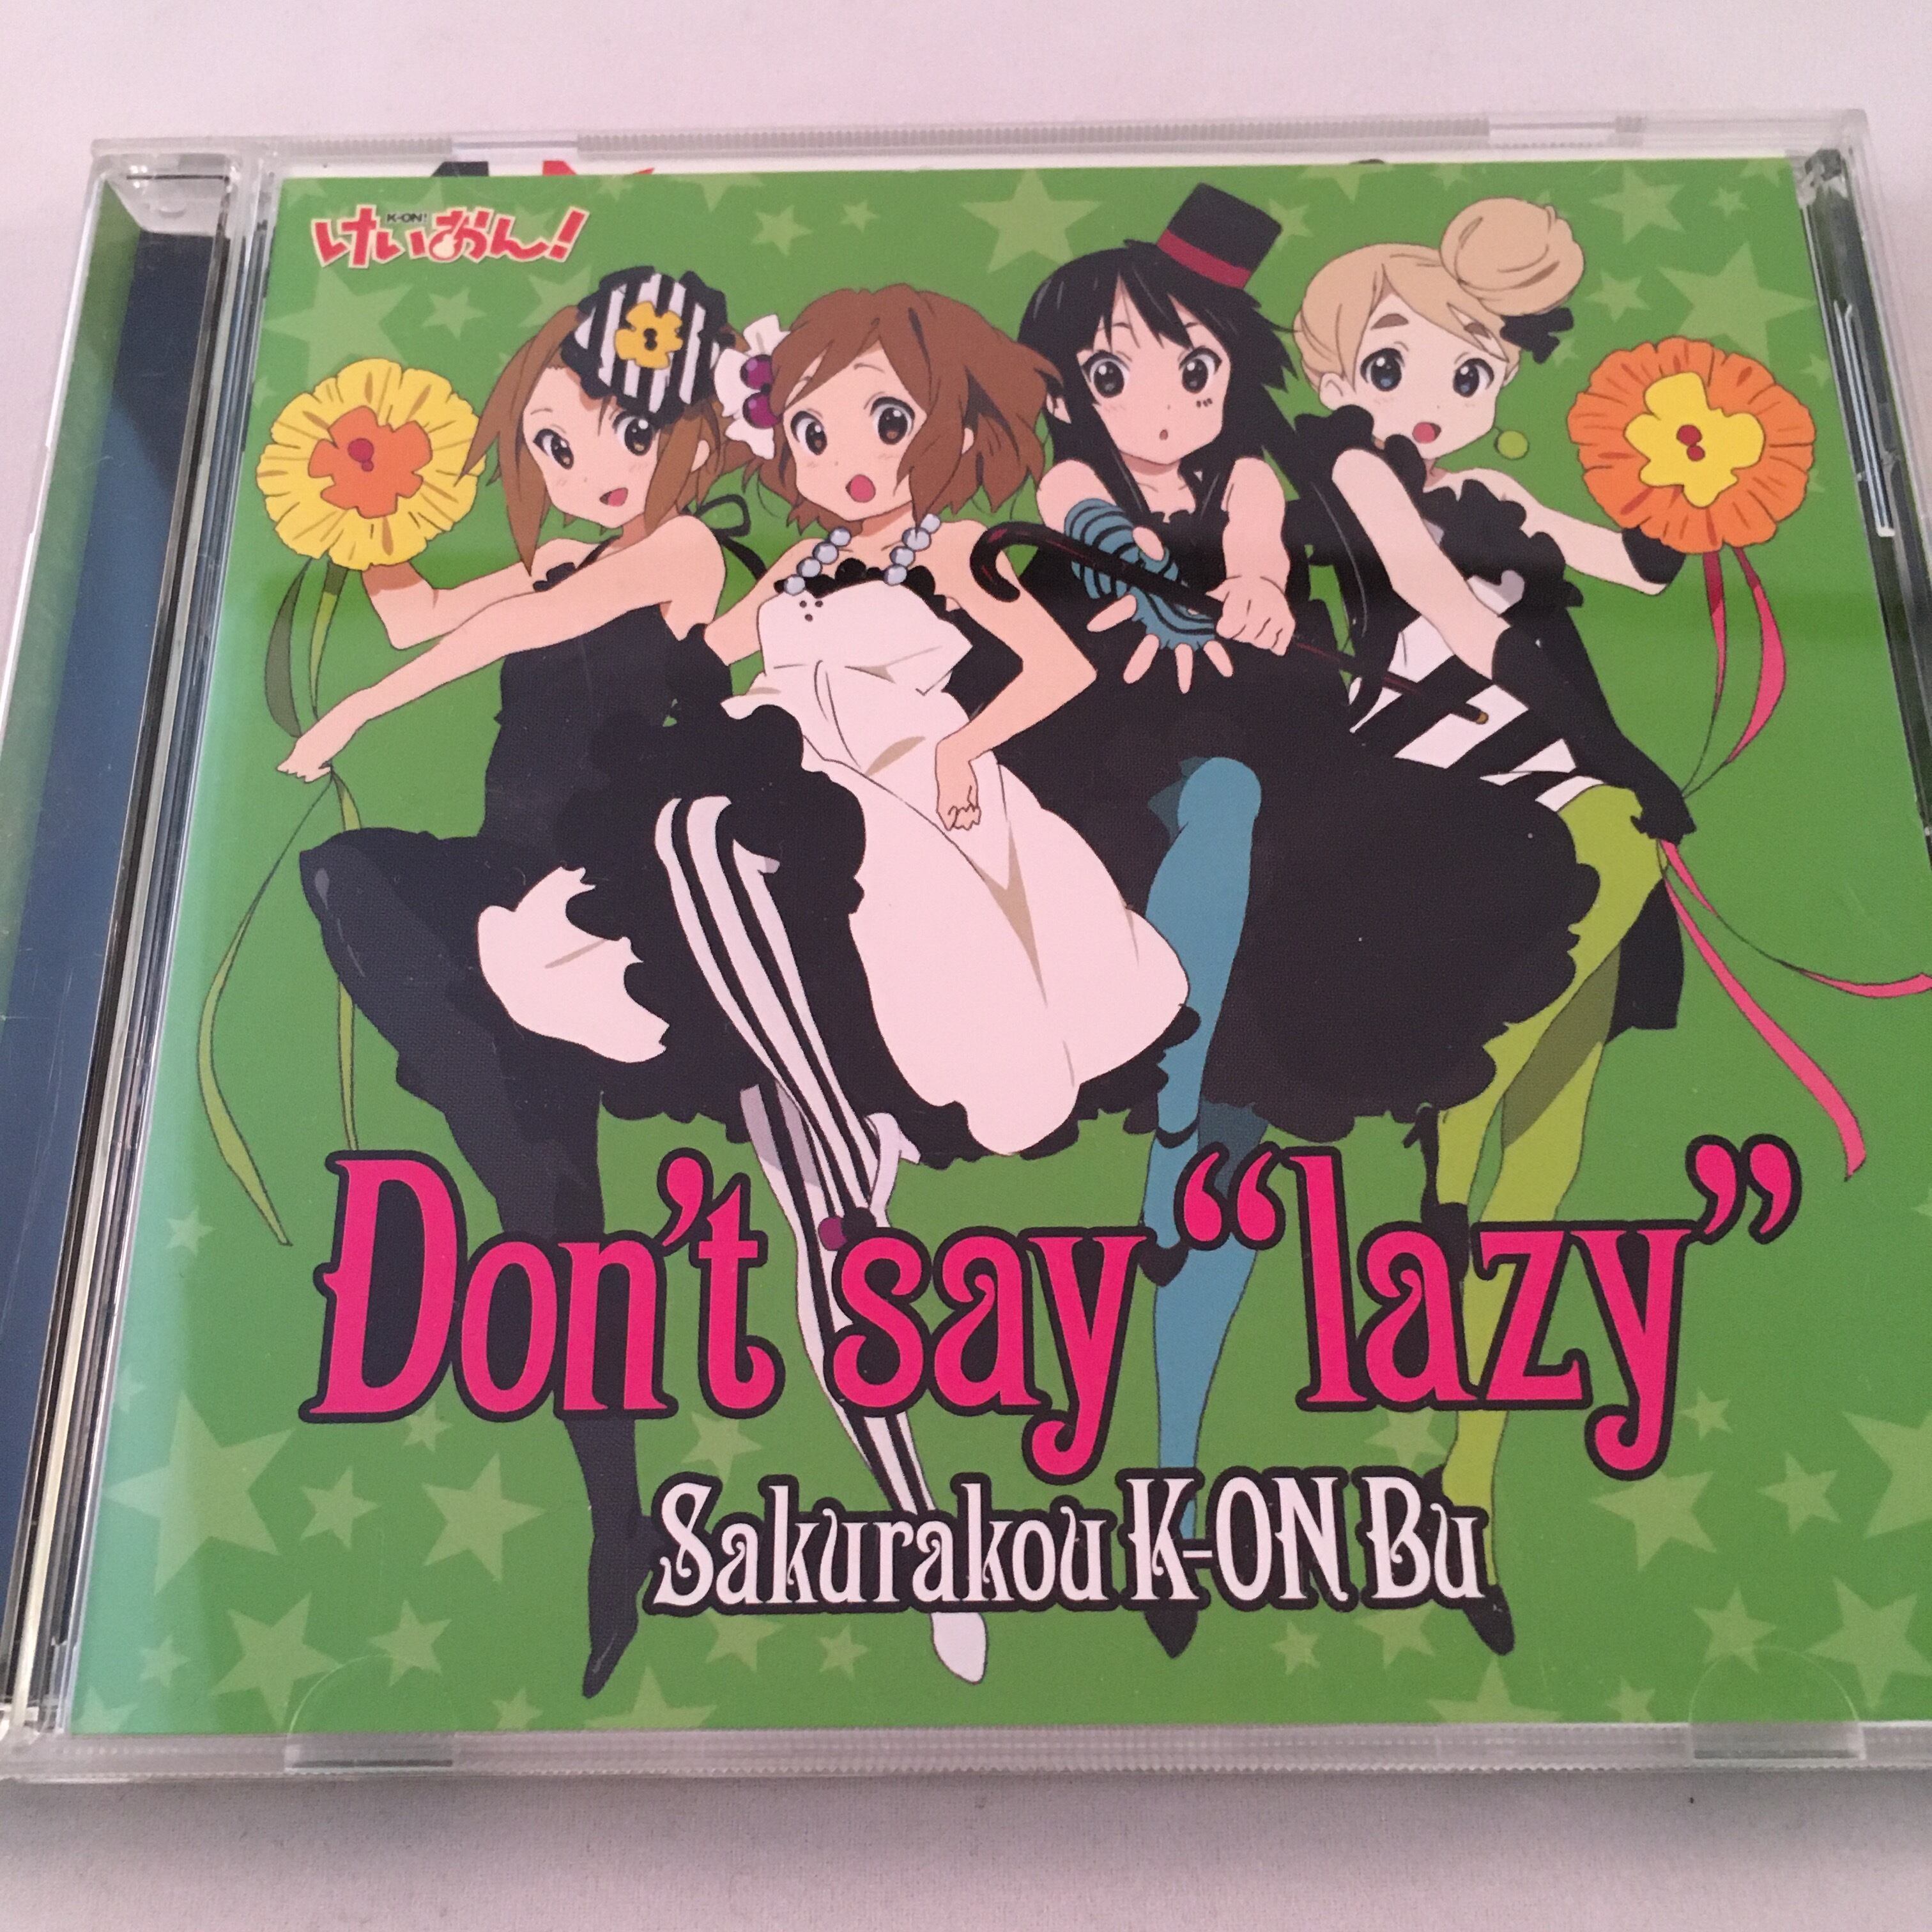 けいおん!
K-ON!
Don't say “lazy”
Sakurakou K-ON Bu